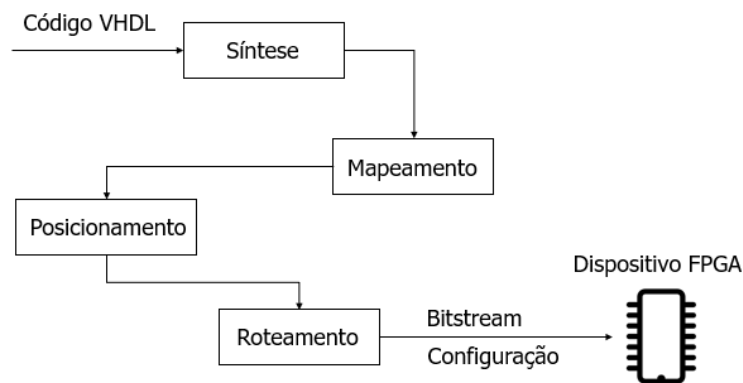 Código VHDL
Síntese
Mapeamento
Posicionamento
Dispositivo FPGA
Roteamento
Bitstream
Configuração